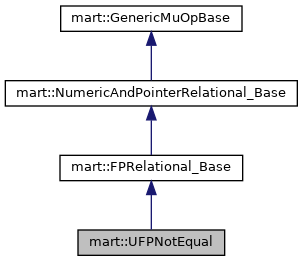 mart::GenericMuOpBase
mart::NumericAndPointerRelational_Base
mart::FPRelational_Base
mart::UFPNotEqual